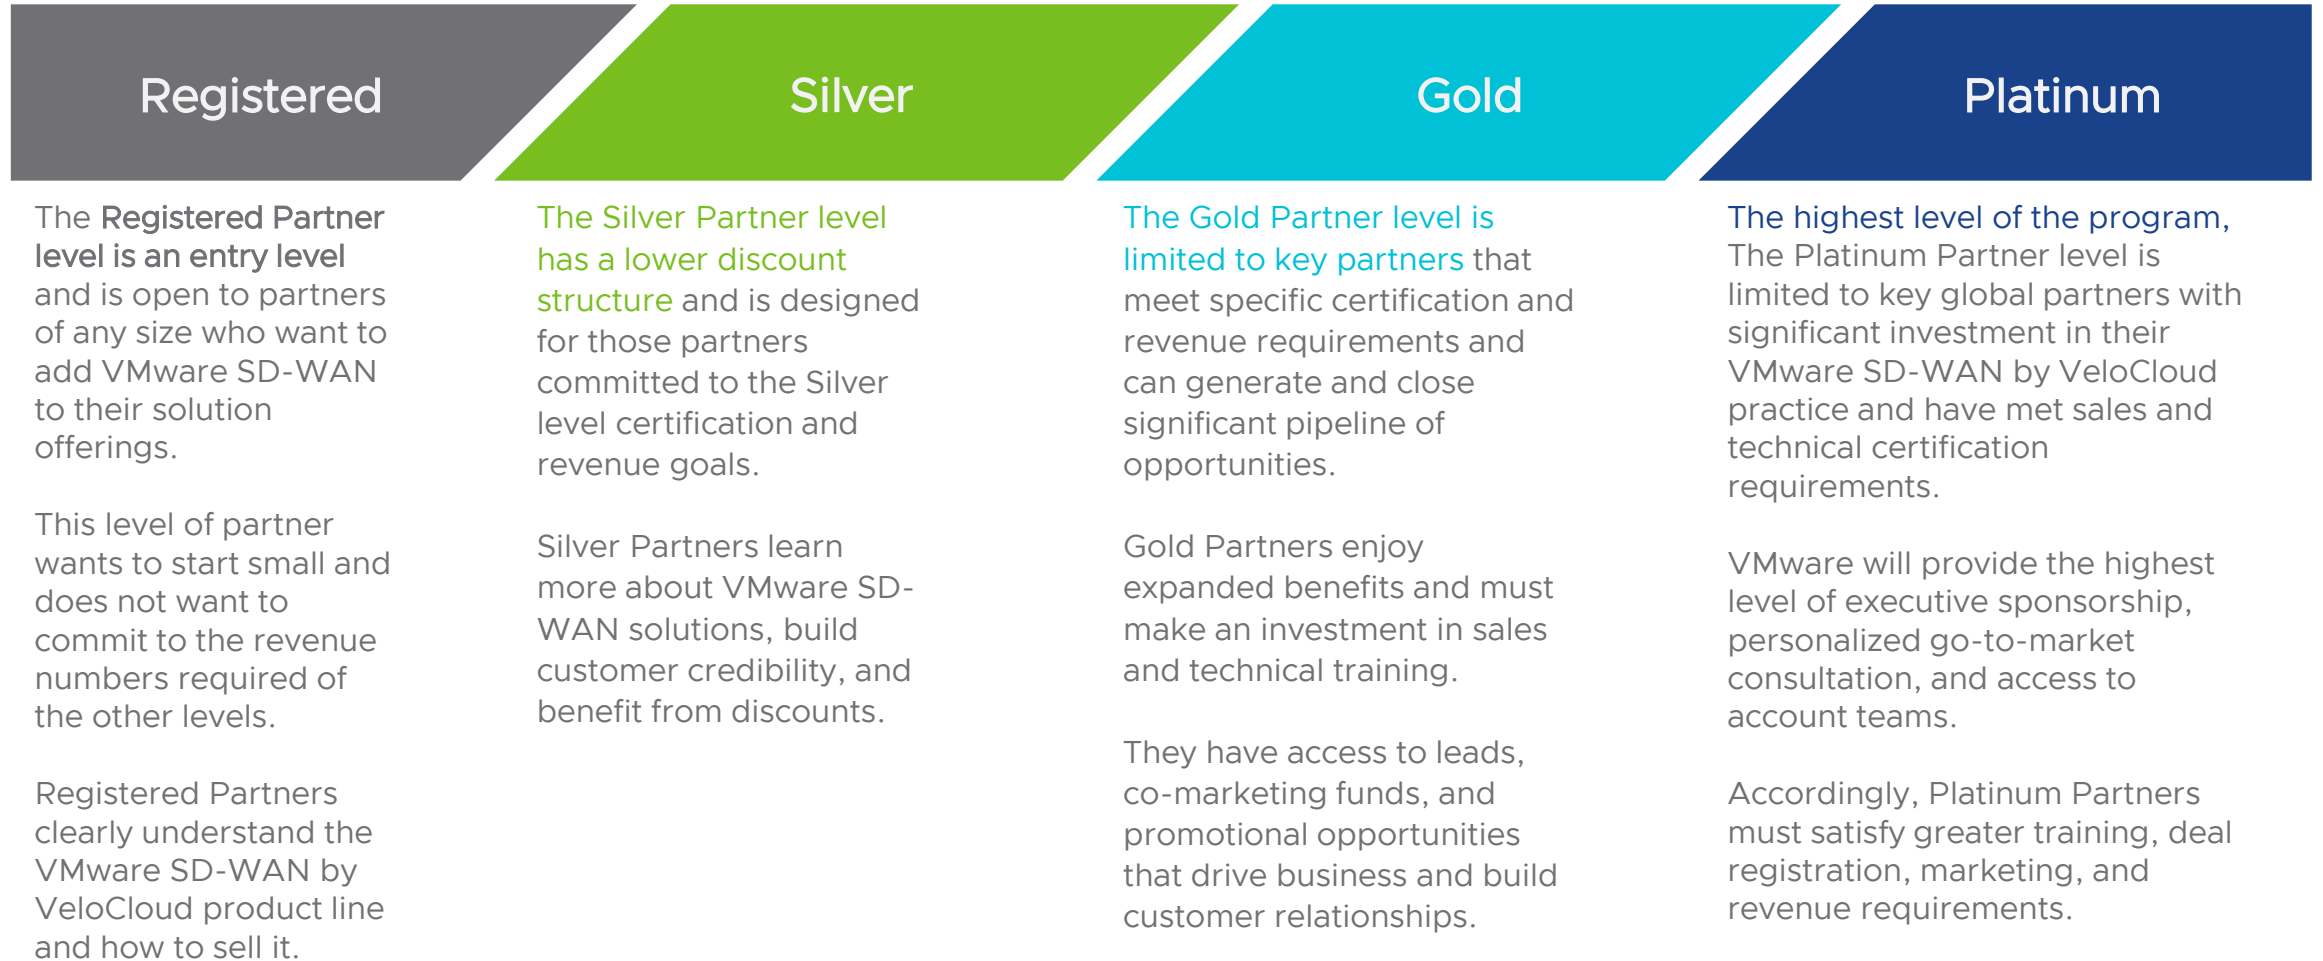 Registered
Silver
Gold
Platinum
The Registered Partner
level is an entry level
and is open to partners
of any size who want to
add VMware SD-WAN
to their solution
offerings.
This level of partner
wants to start small and
does not want to
commit to the revenue
numbers required of
the other levels.
Registered Partners
clearly understand the
VMware SD-WAN by
VeloCloud product line
and how to sell it.
The Silver Partner level
has a lower discount
structure and is designed
for those partners
committed to the Silver
level certification and
revenue goals.
Silver Partners learn
more about VMware SD-
WAN solutions, build
customer credibility, and
benefit from discounts.
The Gold Partner level is
limited to key partners that
meet specific certification and
revenue requirements and
can generate and close
significant pipeline of
opportunities.
Gold Partners enjoy
expanded benefits and must
make an investment in sales
and technical training.
They have access to leads,
co-marketing funds, and
promotional opportunities
that drive business and build
customer relationships.
The highest level of the program,
The Platinum Partner level is
limited to key global partners with
significant investment in their
VMware SD-WAN by VeloCloud
practice and have met sales and
technical certification
requirements.
VMware will provide the highest
level of executive sponsorship,
personalized go-to-market
consultation, and access to
account teams.
Accordingly, Platinum Partners
must satisfy greater training, deal
registration, marketing, and
revenue requirements.